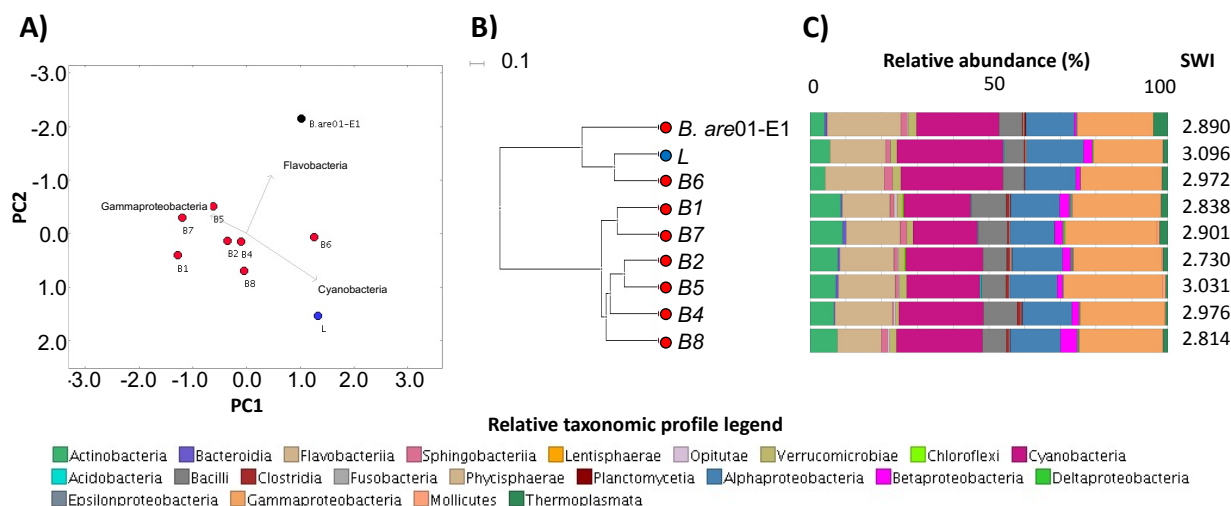 A)
B)
C)
0.1
Relative abundance (%)
SWI
0 50 100
-3.0
-2.0
-1.0
0.0
1.0
2.0
PC2
B.are01-E1
Flavobacteria
Gammaproteobacteria
B5
B7
B2 B4
B6
B1
B8
Cyanobacteria
L
-3.0 -2.0 -1.0 0.0 1.0 2.0 3.0
PC1
B. are01-E1
L
B6
B1
B7
B2
B5
B4
B8
2.890
3.096
2.972
2.838
2.901
2.730
3.031
2.976
2.814
Relative taxonomic profile legend
Actinobacteria Bacteroidia Flavobacteriia Sphingobacteriia Lentisphaerae Opitutae Verrucomicrobiae Chloroflexi Cyanobacteria
Acidobacteria Bacilli Clostridia Fusobacteria Phycisphaerae Planctomycetia Alphaproteobacteria Betaproteobacteria Deltaproteobacteria
Epsilonproteobacteria Gammaproteobacteria Mollicutes Thermoplasmata